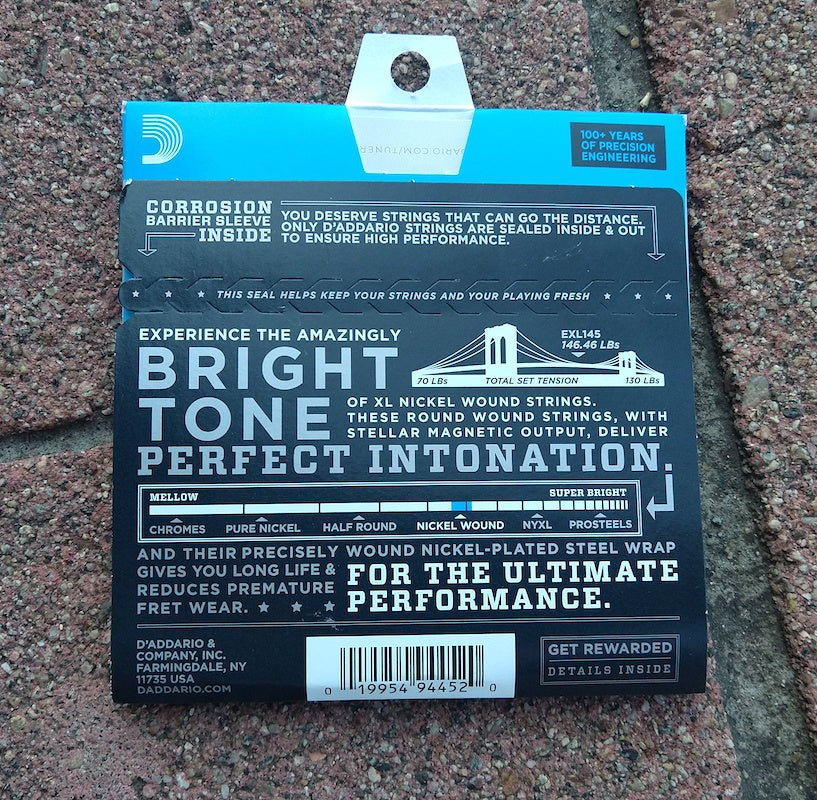 DARIO.COM/TUNER
100+ YEARS
OF PRECISION
ENGINEERING
CORROSION
BARRIER SLEEVE
INSIDE
YOU DESERVE STRINGS THAT CAN GO THE DISTANCE.
ONLY D'ADDARIO STRINGS ARE SEALED INSIDE & OUT
TO ENSURE HIGH PERFORMANCE.
THIS SEAL HELPS KEEP YOUR STRINGS AND YOUR PLAYING FRESH
EXPERIENCE THE AMAZINGLY
BRIGHT
TONE
EXL145
146.46 LBs
70 LBs TOTAL SET TENSION 130 LBs
OF XL NICKEL WOUND STRINGS.
THESE ROUND WOUND STRINGS, WITH
STELLAR MAGNETIC OUTPUT, DELIVER
PERFECT INTONATION.
MELLOW SUPER BRIGHT
CHROMES PURE NICKEL HALF ROUND NICKEL WOUND NYXL PROSTEELS
AND THEIR PRECISELY WOUND NICKEL-PLATED STEEL WRAP
GIVES YOU LONG LIFE &
REDUCES PREMATURE
FRET WEAR.
FOR THE ULTIMATE
PERFORMANCE.
D'ADDARIO &
COMPANY, INC.
FARMINGDALE, NY
11735 USA
DADDARIO.COM
0 19954 94452 0
GET REWARDED
DETAILS INSIDE